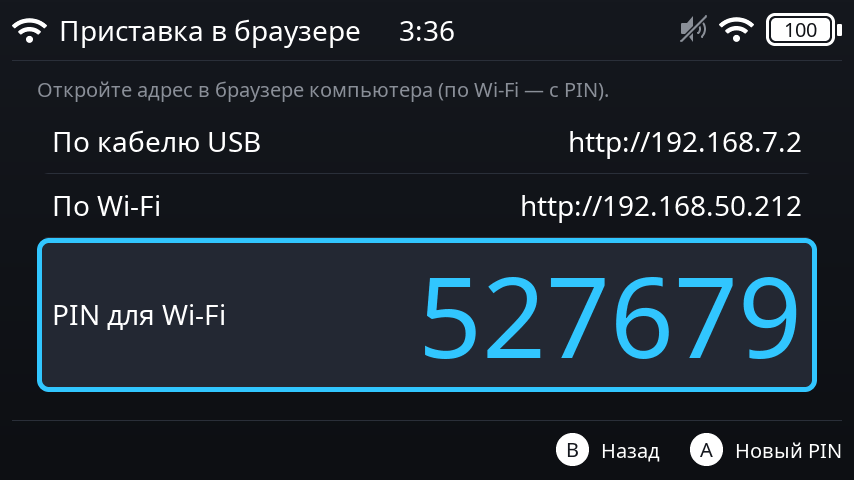 Приставка в браузере 3:36 100
Откройте адрес в браузере компьютера (по Wi-Fi — с PIN).
По кабелю USB http://192.168.7.2
По Wi-Fi http://192.168.50.212
PIN для Wi-Fi 527679
B Назад A Новый PIN